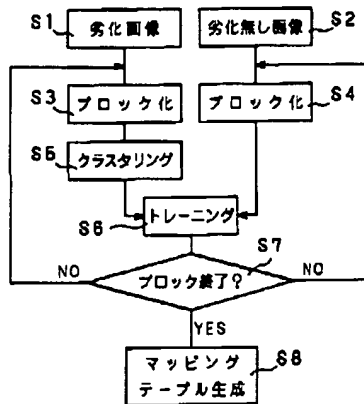 S1 劣化画像
劣化無し画像 S2
S3 ブロック化
ブロック化 S4
S5 クラスタリング
S6 トレーニング
S7
NO ブロック終了? NO
YES
マッピング S8
テーブル生成